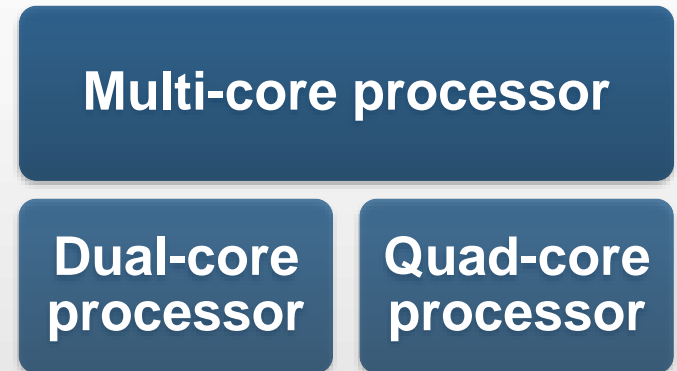 Multi-core processor
Dual-core
processor
Quad-core
processor